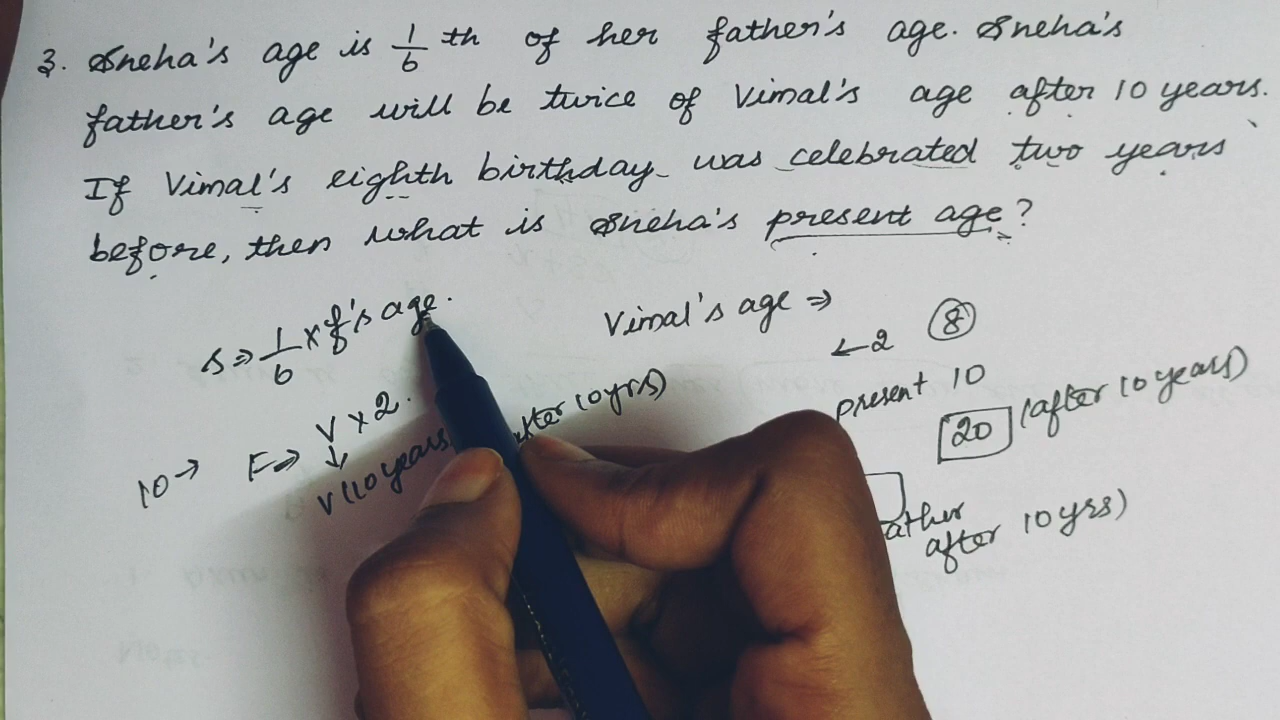 3. Sneha's age is 1/6 th of her father's age. Sneha's
father's age will be twice of Vimal's age after 10 years.
If Vimal's eighth birthday was celebrated two years
before, then what is Sneha's present age?
S ⇒ 1/6 × f's age.
10 → F ⇒ V × 2.
↓
V (10 years after 10 yrs)
Vimal's age ⇒
← 2 8
present 10
20 (after 10 years)
ather
after 10 yrs)